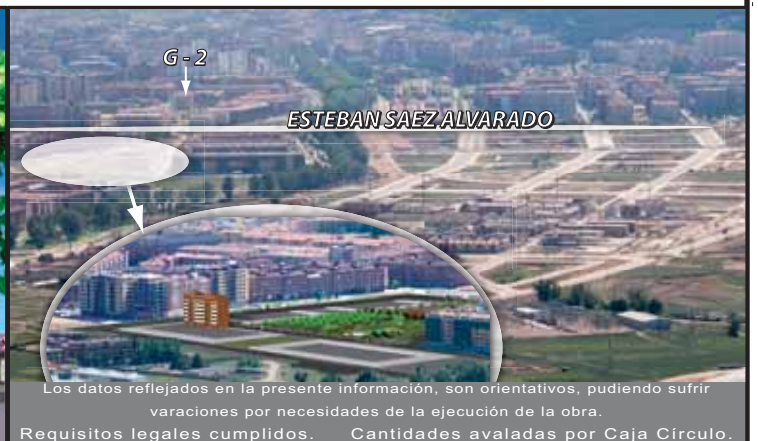 G - 2
ESTEBAN SAEZ ALVARADO
Los datos reflejados en la presente información, son orientativos, pudiendo sufrir
varaciones por necesidades de la ejecución de la obra.
Requisitos legales cumplidos. Cantidades avaladas por Caja Círculo.